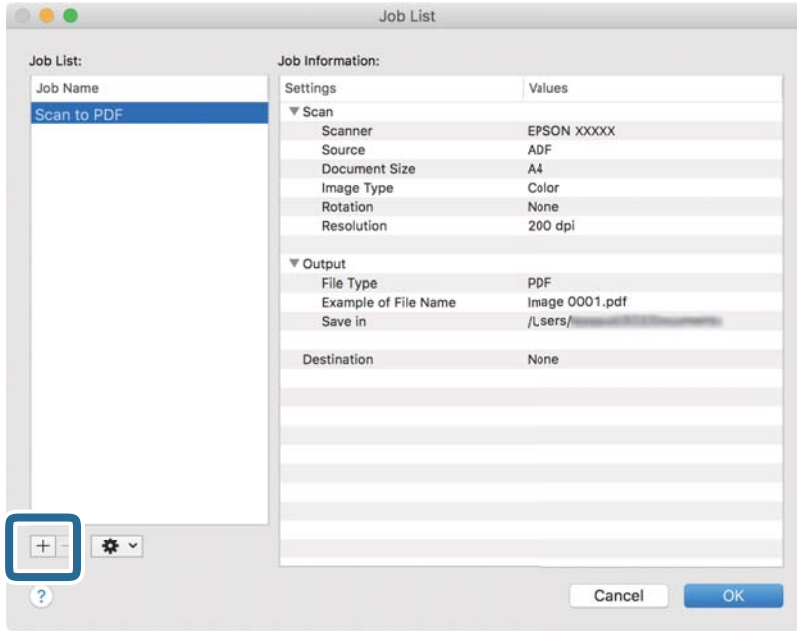 Job List
Job List:
Job Information:
Job Name
Scan to PDF
Settings Values
Scan
Scanner EPSON XXXXX
Source ADF
Document Size A4
Image Type Color
Rotation None
Resolution 200 dpi
Output
File Type PDF
Example of File Name Image 0001.pdf
Save in /Users/
Destination None
+ −
?
Cancel OK